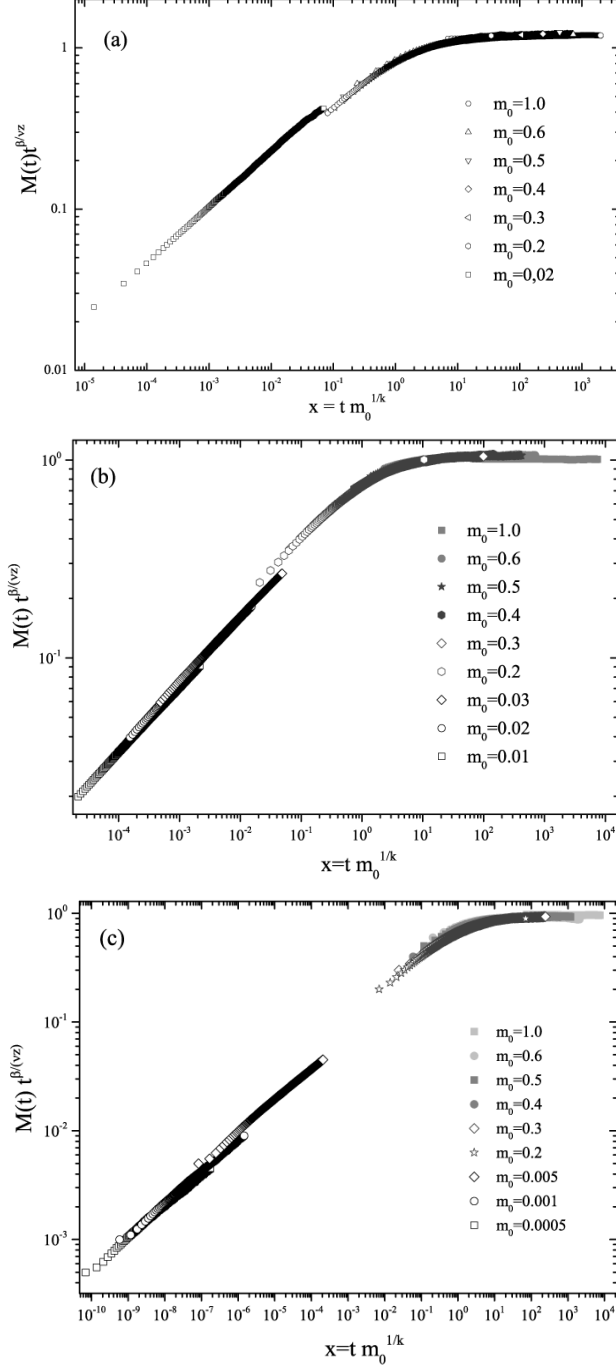 (a)
1
0.1
0.01
M(t)t^{β/νz}
m_0=1.0
m_0=0.6
m_0=0.5
m_0=0.4
m_0=0.3
m_0=0.2
m_0=0,02
10^{-5} 10^{-4} 10^{-3} 10^{-2} 10^{-1} 10^0 10^1 10^2 10^3
x = t m_0^{1/k}
(b)
10^0
10^{-1}
M(t) t^{β/(νz)}
m_0=1.0
m_0=0.6
m_0=0.5
m_0=0.4
m_0=0.3
m_0=0.2
m_0=0.03
m_0=0.02
m_0=0.01
10^{-4} 10^{-3} 10^{-2} 10^{-1} 10^0 10^1 10^2 10^3 10^4
x=t m_0^{1/k}
(c)
10^0
10^{-1}
10^{-2}
10^{-3}
M(t) t^{β/(νz)}
m_0=1.0
m_0=0.6
m_0=0.5
m_0=0.4
m_0=0.3
m_0=0.2
m_0=0.005
m_0=0.001
m_0=0.0005
10^{-10} 10^{-9} 10^{-8} 10^{-7} 10^{-6} 10^{-5} 10^{-4} 10^{-3} 10^{-2} 10^{-1} 10^0 10^1 10^2 10^3 10^4
x=t m_0^{1/k}